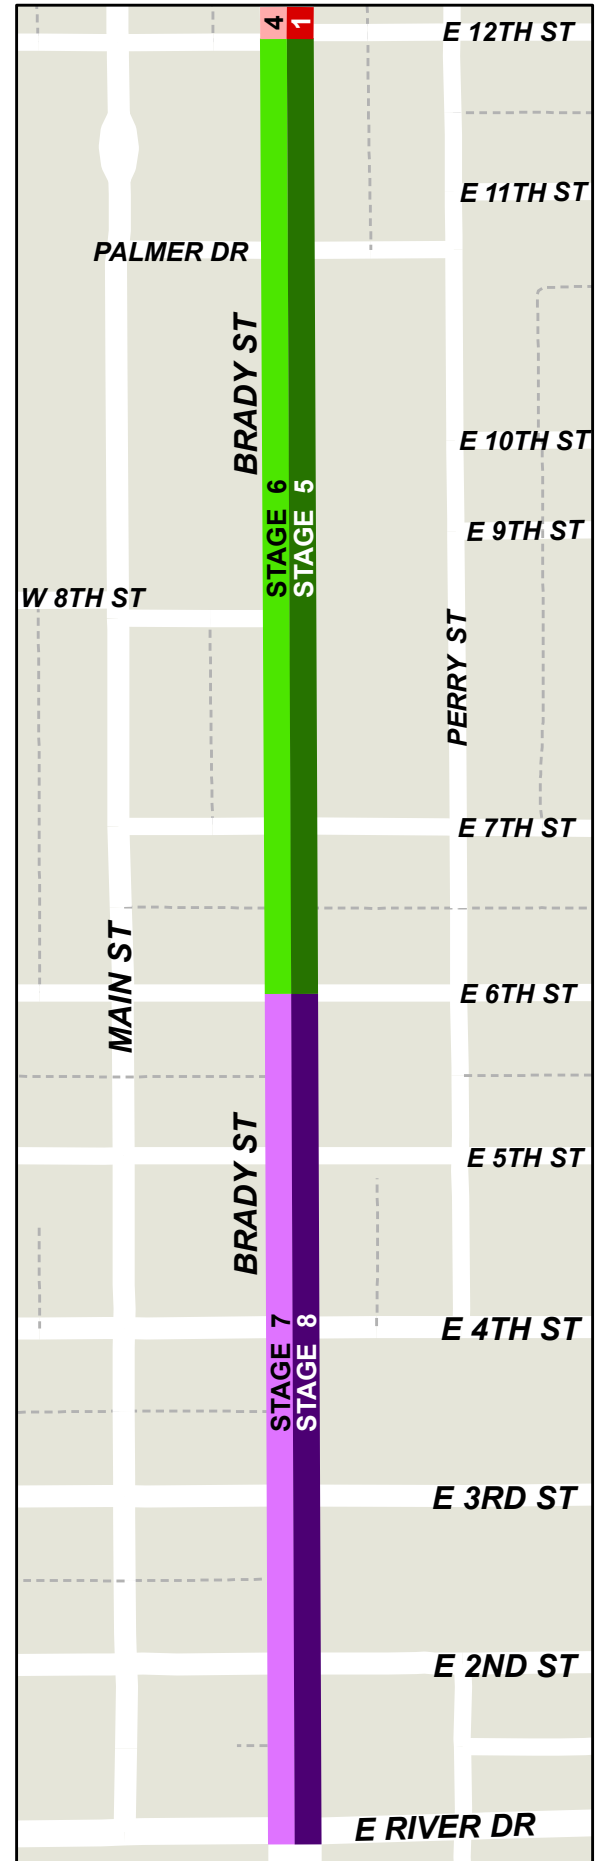 4
1
E 12TH ST
E 11TH ST
PALMER DR
BRADY ST
E 10TH ST
STAGE 6
STAGE 5
E 9TH ST
W 8TH ST
PERRY ST
E 7TH ST
MAIN ST
E 6TH ST
BRADY ST
E 5TH ST
STAGE 7
STAGE 8
E 4TH ST
E 3RD ST
E 2ND ST
E RIVER DR